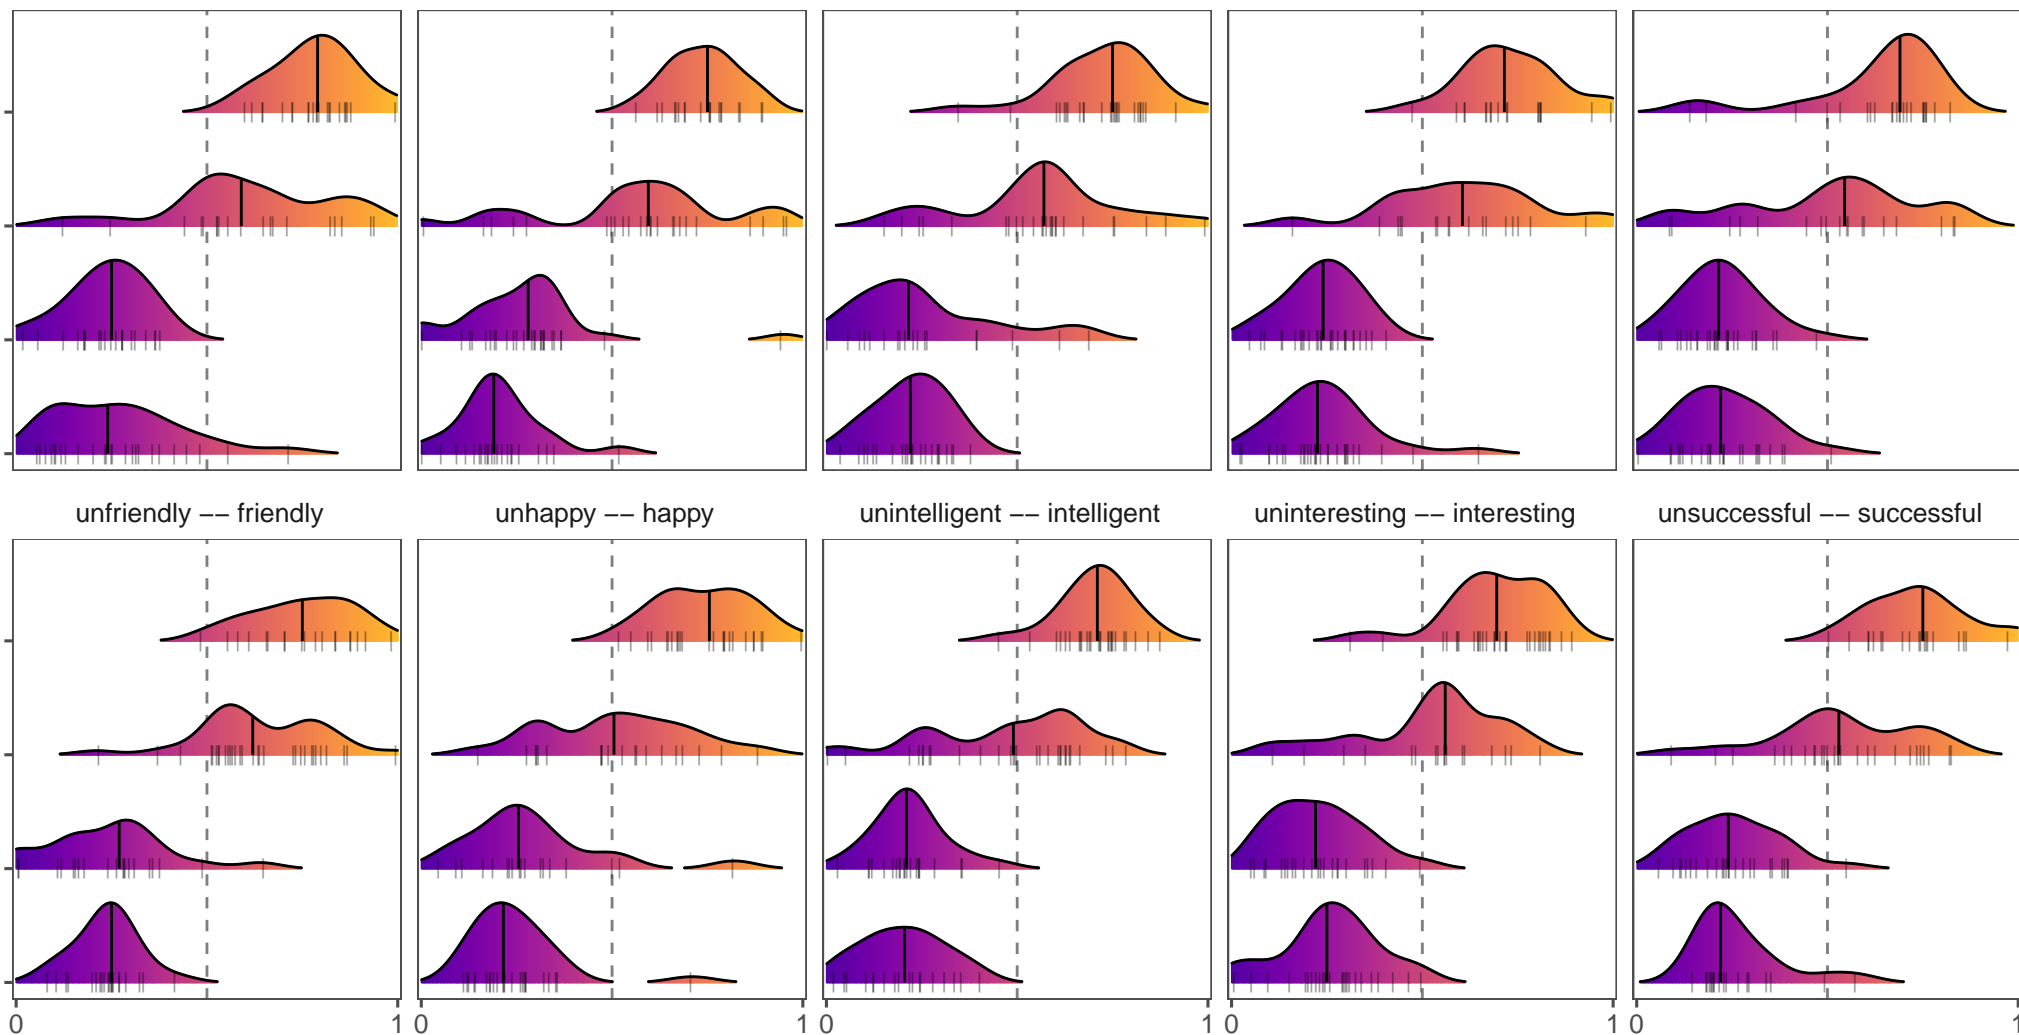 unfriendly −− friendly
unhappy −− happy
unintelligent −− intelligent
uninteresting −− interesting
unsuccessful −− successful
0 1 0 1 0 1 0 1 0 1